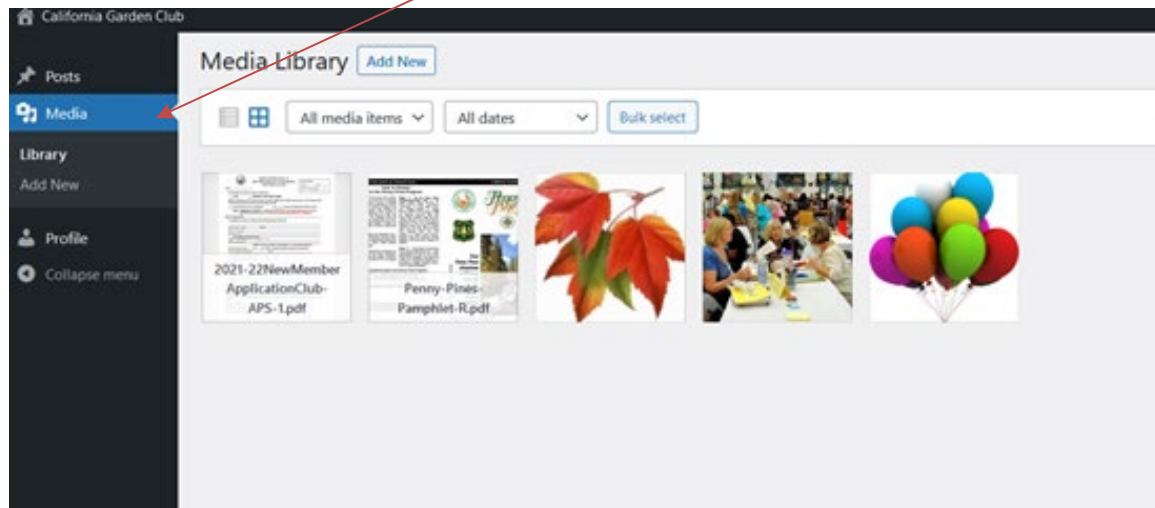 California Garden Club
Posts
Media
Library
Add New
Profile
Collapse menu
Media Library Add New
All media items All dates Bulk select
2021-22NewMember
ApplicationClub-
APS-1.pdf
Penny-Pines-
Pamphlet-R.pdf